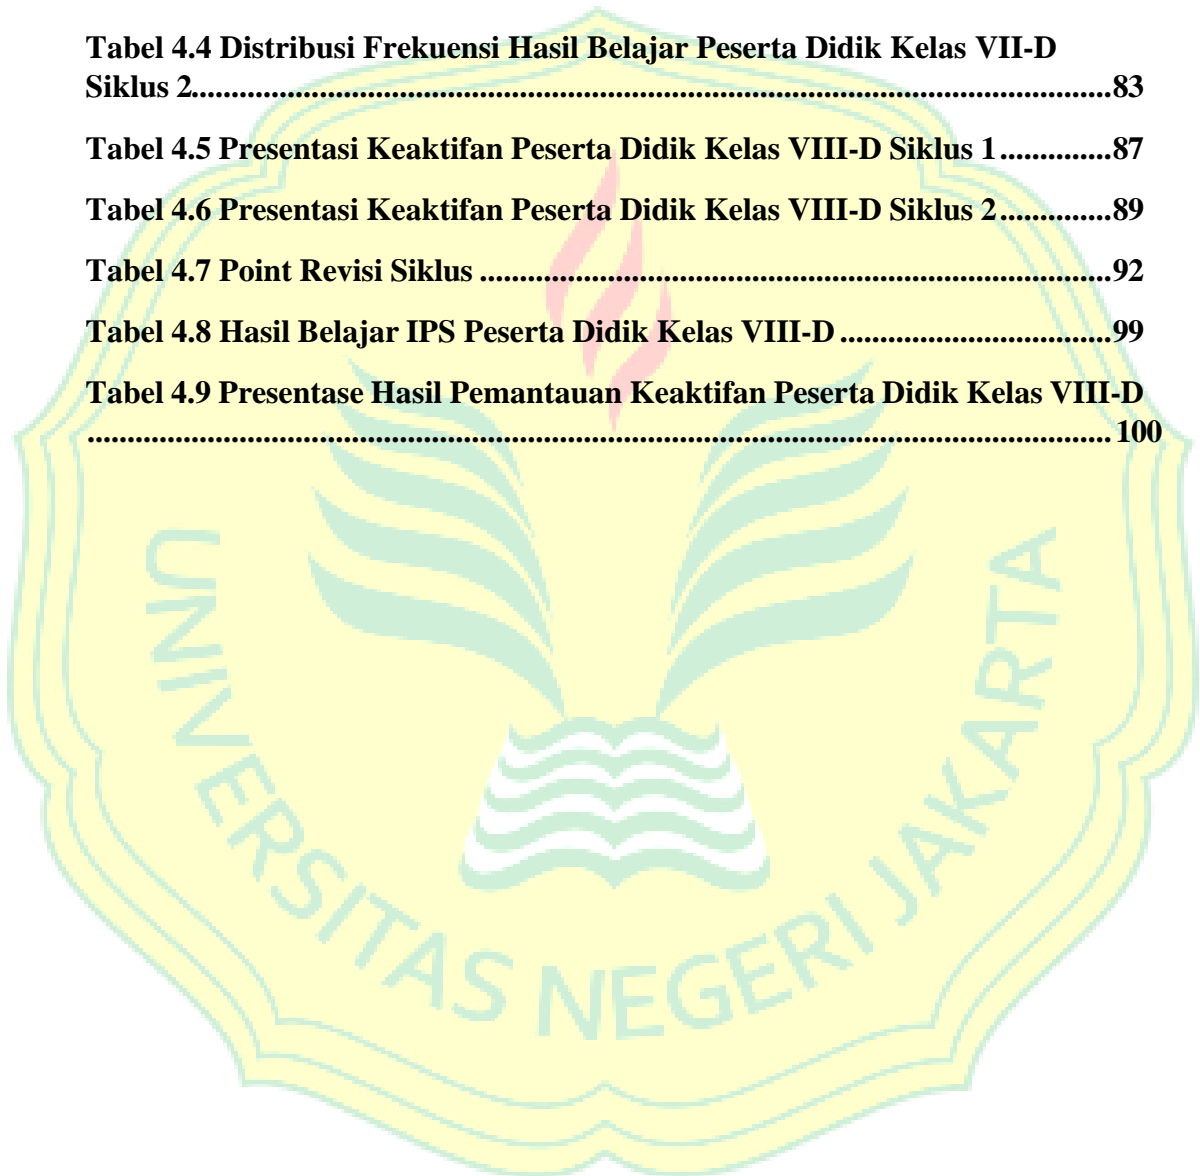 Tabel 4.4 Distribusi Frekuensi Hasil Belajar Peserta Didik Kelas VII-D
Siklus 2.....................................................................................................................83
Tabel 4.5 Presentasi Keaktifan Peserta Didik Kelas VIII-D Siklus 1..............87
Tabel 4.6 Presentasi Keaktifan Peserta Didik Kelas VIII-D Siklus 2..............89
Tabel 4.7 Point Revisi Siklus ................................................................................92
Tabel 4.8 Hasil Belajar IPS Peserta Didik Kelas VIII-D ..................................99
Tabel 4.9 Presentase Hasil Pemantauan Keaktifan Peserta Didik Kelas VIII-D
.................................................................................................................................100
UNIVERSITAS NEGERI JAKARTA